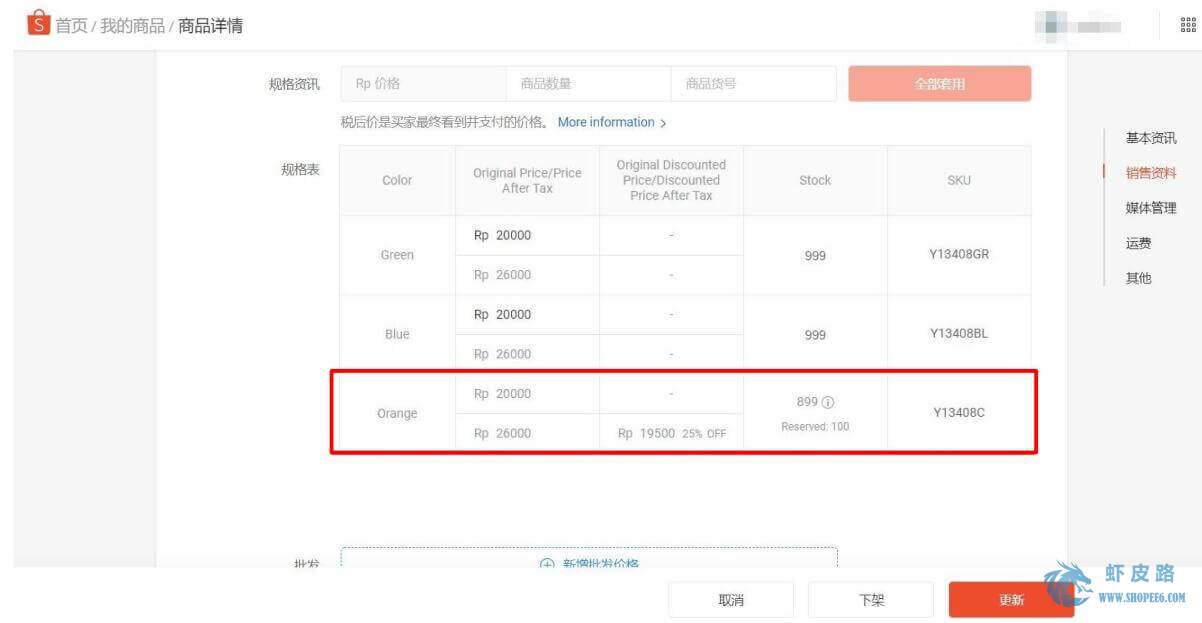 首页 / 我的商品 / 商品详情
规格资讯 Rp 价格 商品数量 商品货号 全部套用
税后价是买家最终看到并支付的价格。 More information >
规格表
Color Original Price/Price After Tax Original Discounted Price/Discounted Price After Tax Stock SKU
Green Rp 20000 - 999 Y13408GR
Rp 26000 -
Blue Rp 20000 - 999 Y13408BL
Rp 26000 -
Orange Rp 20000 - 899 Reserved: 100 Y13408C
Rp 26000 Rp 19500 25% OFF
批发 新增批发价格
取消 下架 更新
基本资讯
销售资料
媒体管理
运费
其他
虾皮路
WWW.SHOPEE6.COM